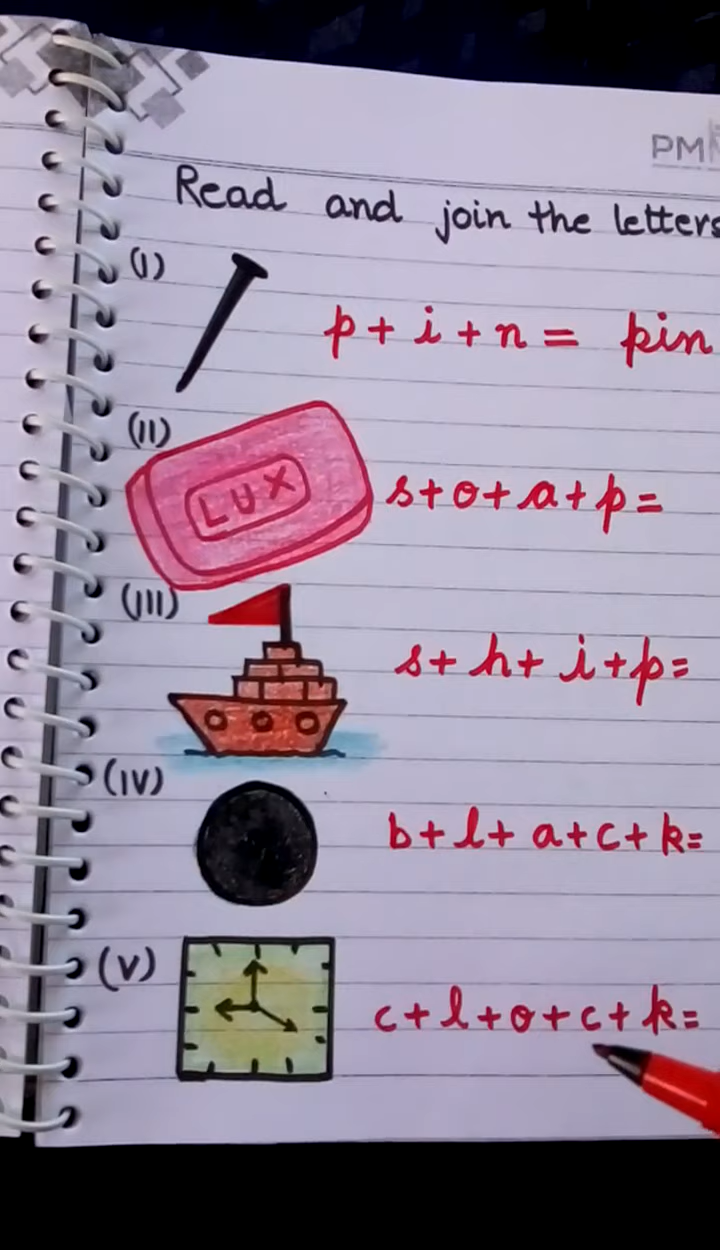 PM
Read and join the letters
(I)
p + i + n = pin
(II)
LUX
s+o+a+p=
(III)
s+h+i+p=
(IV)
b+l+a+c+k=
(V)
c+l+o+c+k=